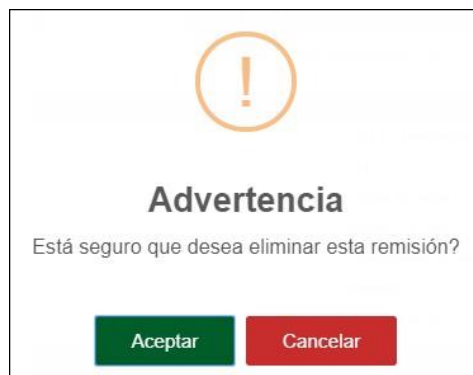 !
Advertencia
Está seguro que desea eliminar esta remisión?
Aceptar Cancelar